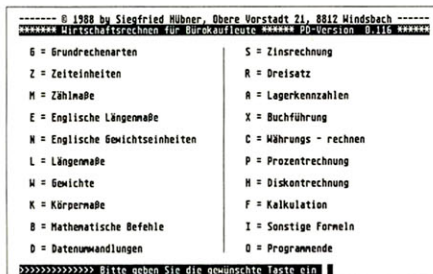 ------ © 1988 by Siegfried Hübner, Obere Vorstadt 21, 8812 Windsbach ------
******* Wirtschaftsrechnen für Bürokaufleute ****** PD-Version 0.116 *******
G = Grundrechenarten
Z = Zeiteinheiten
M = Zählmaße
E = Englische Längenmaße
N = Englische Gewichtseinheiten
L = Längenmaße
W = Gewichte
K = Körpermaße
B = Mathematische Befehle
D = Datenumwandlungen
S = Zinsrechnung
R = Dreisatz
A = Lagerkennzahlen
X = Buchführung
C = Währungs - rechnen
P = Prozentrechnung
H = Diskontrechnung
F = Kalkulation
I = Sonstige Formeln
Q = Programmende
>>>>>>>>>>>>>> Bitte geben Sie die gewünschte Taste ein